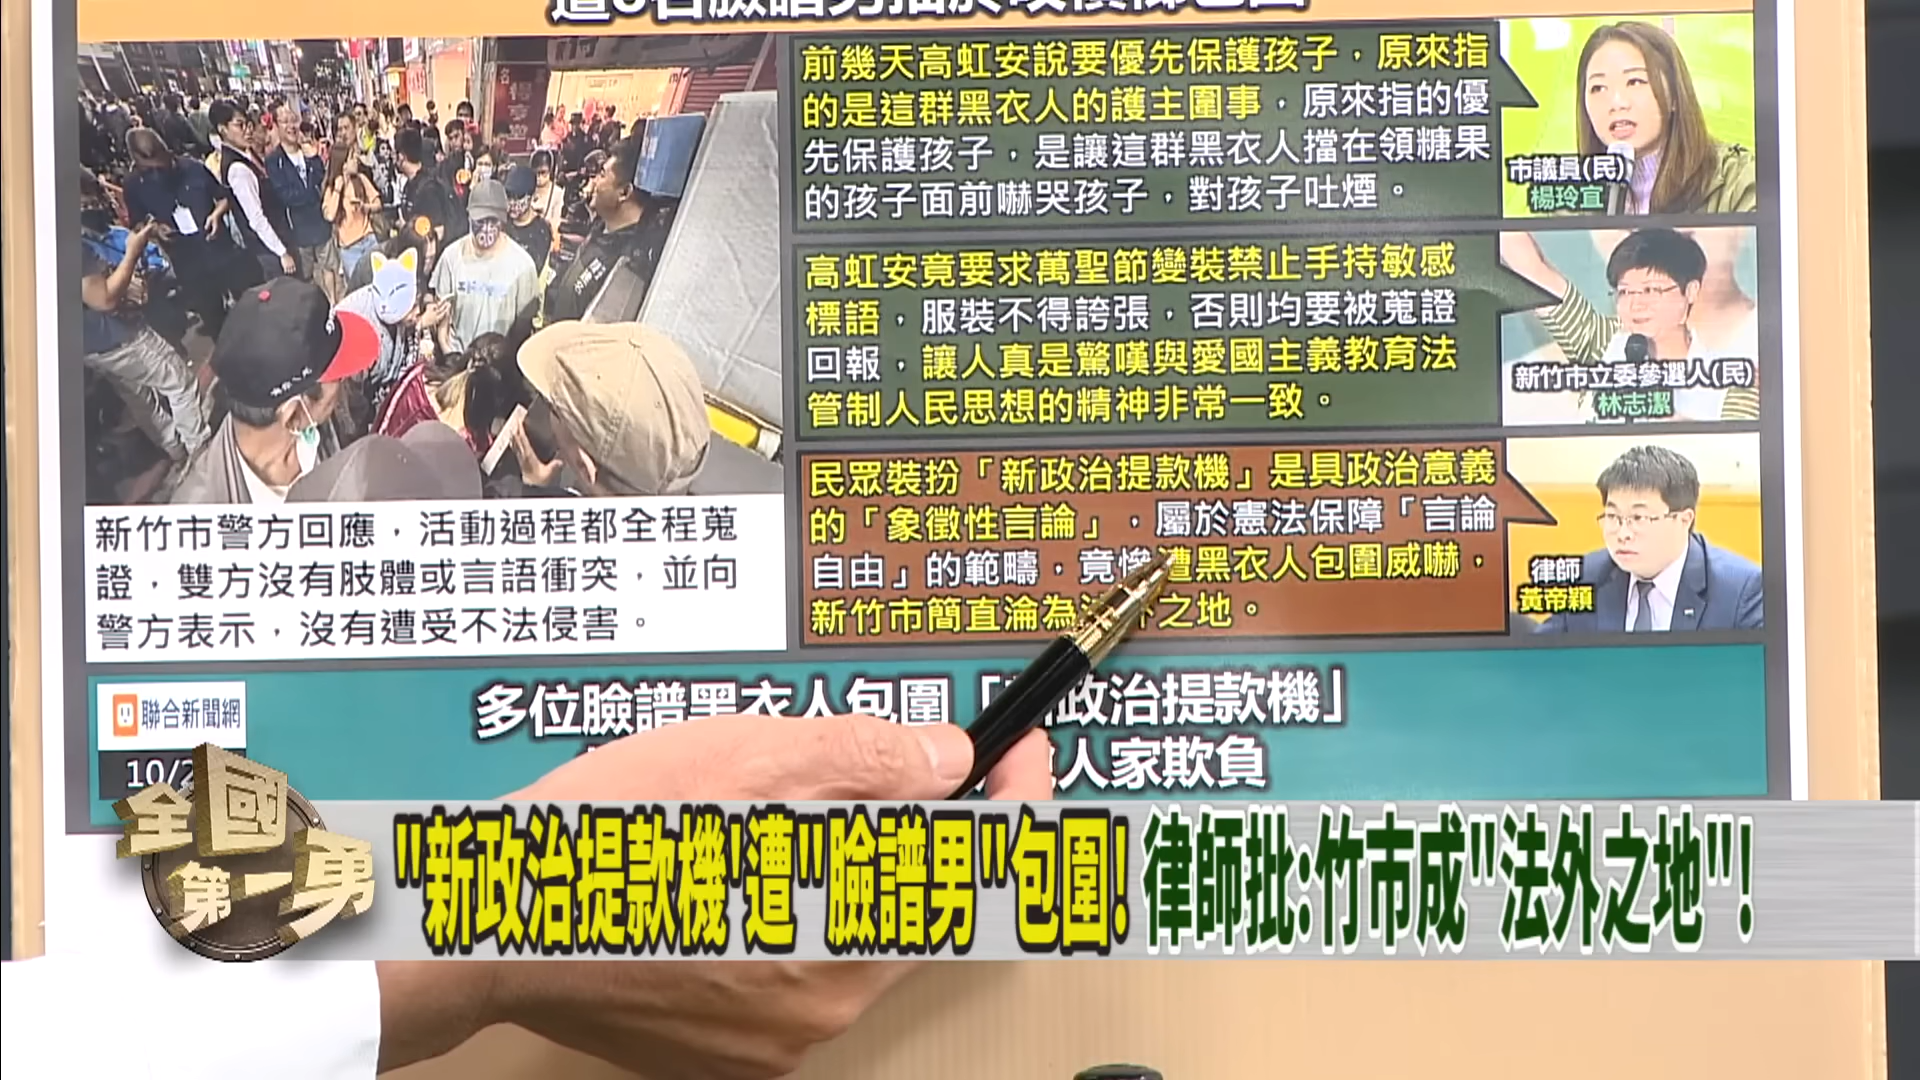 前幾天高虹安說要優先保護孩子，原來指
的是這群黑衣人的護主圍事，原來指的優
先保護孩子，是讓這群黑衣人擋在領糖果
的孩子面前嚇哭孩子，對孩子吐煙。
市議員(民)
楊玲宜
高虹安竟要求萬聖節變裝禁止手持敏感
標語，服裝不得誇張，否則均要被蒐證
回報，讓人真是驚嘆與愛國主義教育法
管制人民思想的精神非常一致。
新竹市立委參選人(民)
林志潔
民眾裝扮「新政治提款機」是具政治意義
的「象徵性言論」，屬於憲法保障「言論
自由」的範疇，竟慘遭黑衣人包圍威嚇，
新竹市簡直淪為法外之地。
律師
黃帝穎
新竹市警方回應，活動過程都全程蒐
證，雙方沒有肢體或言語衝突，並向
警方表示，沒有遭受不法侵害。
聯合新聞網
10/2
多位臉譜黑衣人包圍「新政治提款機」
人家欺負
全國第一勇
"新政治提款機'遭"臉譜男"包圍! 律師批:竹市成"法外之地"!